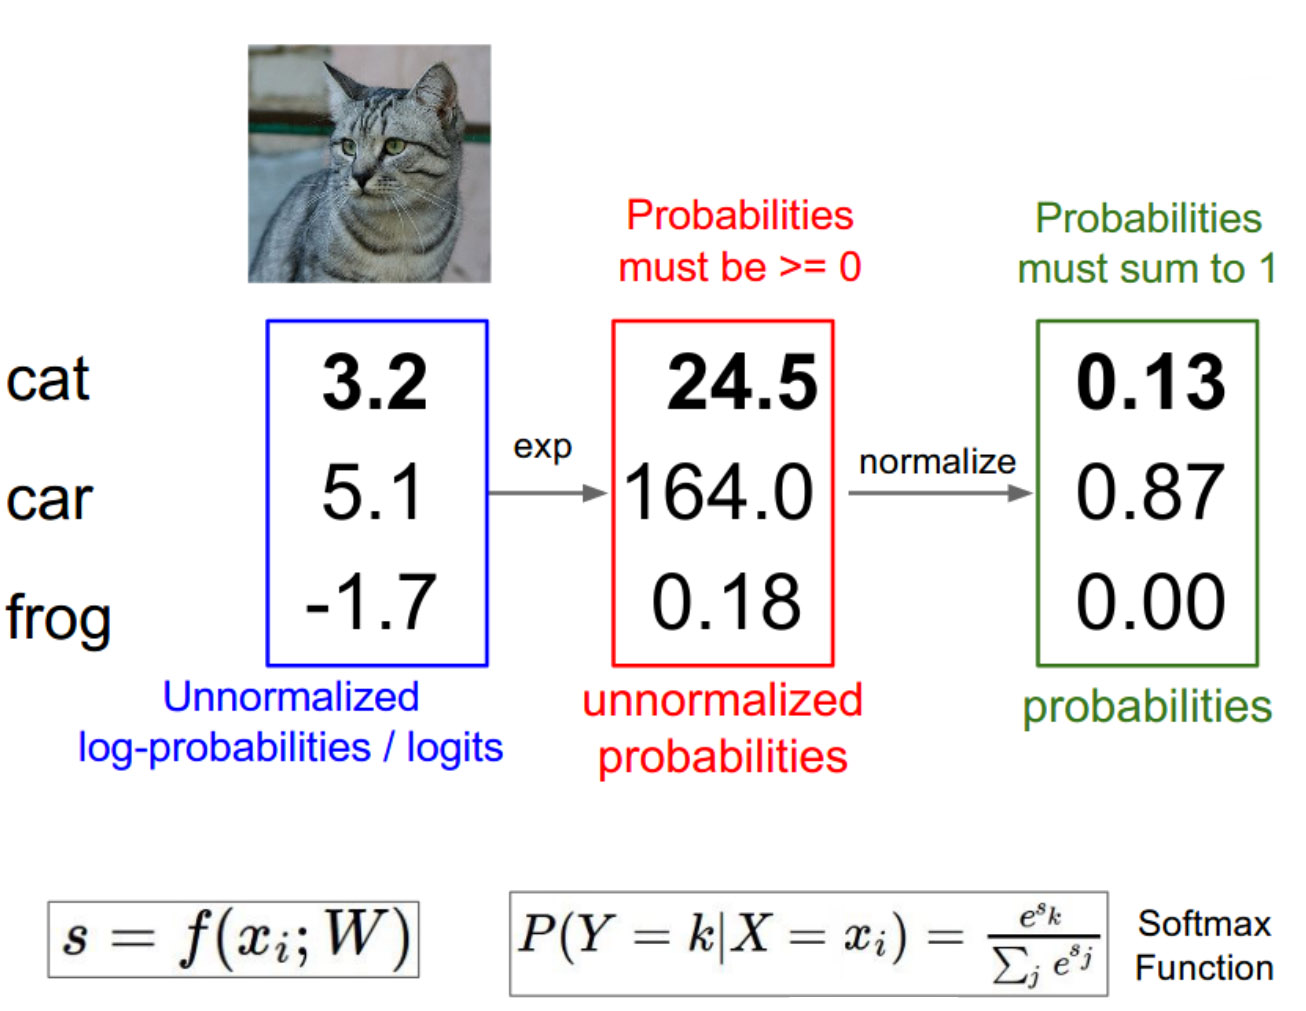 Probabilities
must be >= 0
Probabilities
must sum to 1
cat 3.2 24.5 0.13
exp
normalize
car 5.1 164.0 0.87
frog -1.7 0.18 0.00
Unnormalized
log-probabilities / logits
unnormalized
probabilities
probabilities
s = f(x_i; W)
P(Y = k|X = x_i) = e^{s_k} / ∑_j e^{s_j}
Softmax
Function